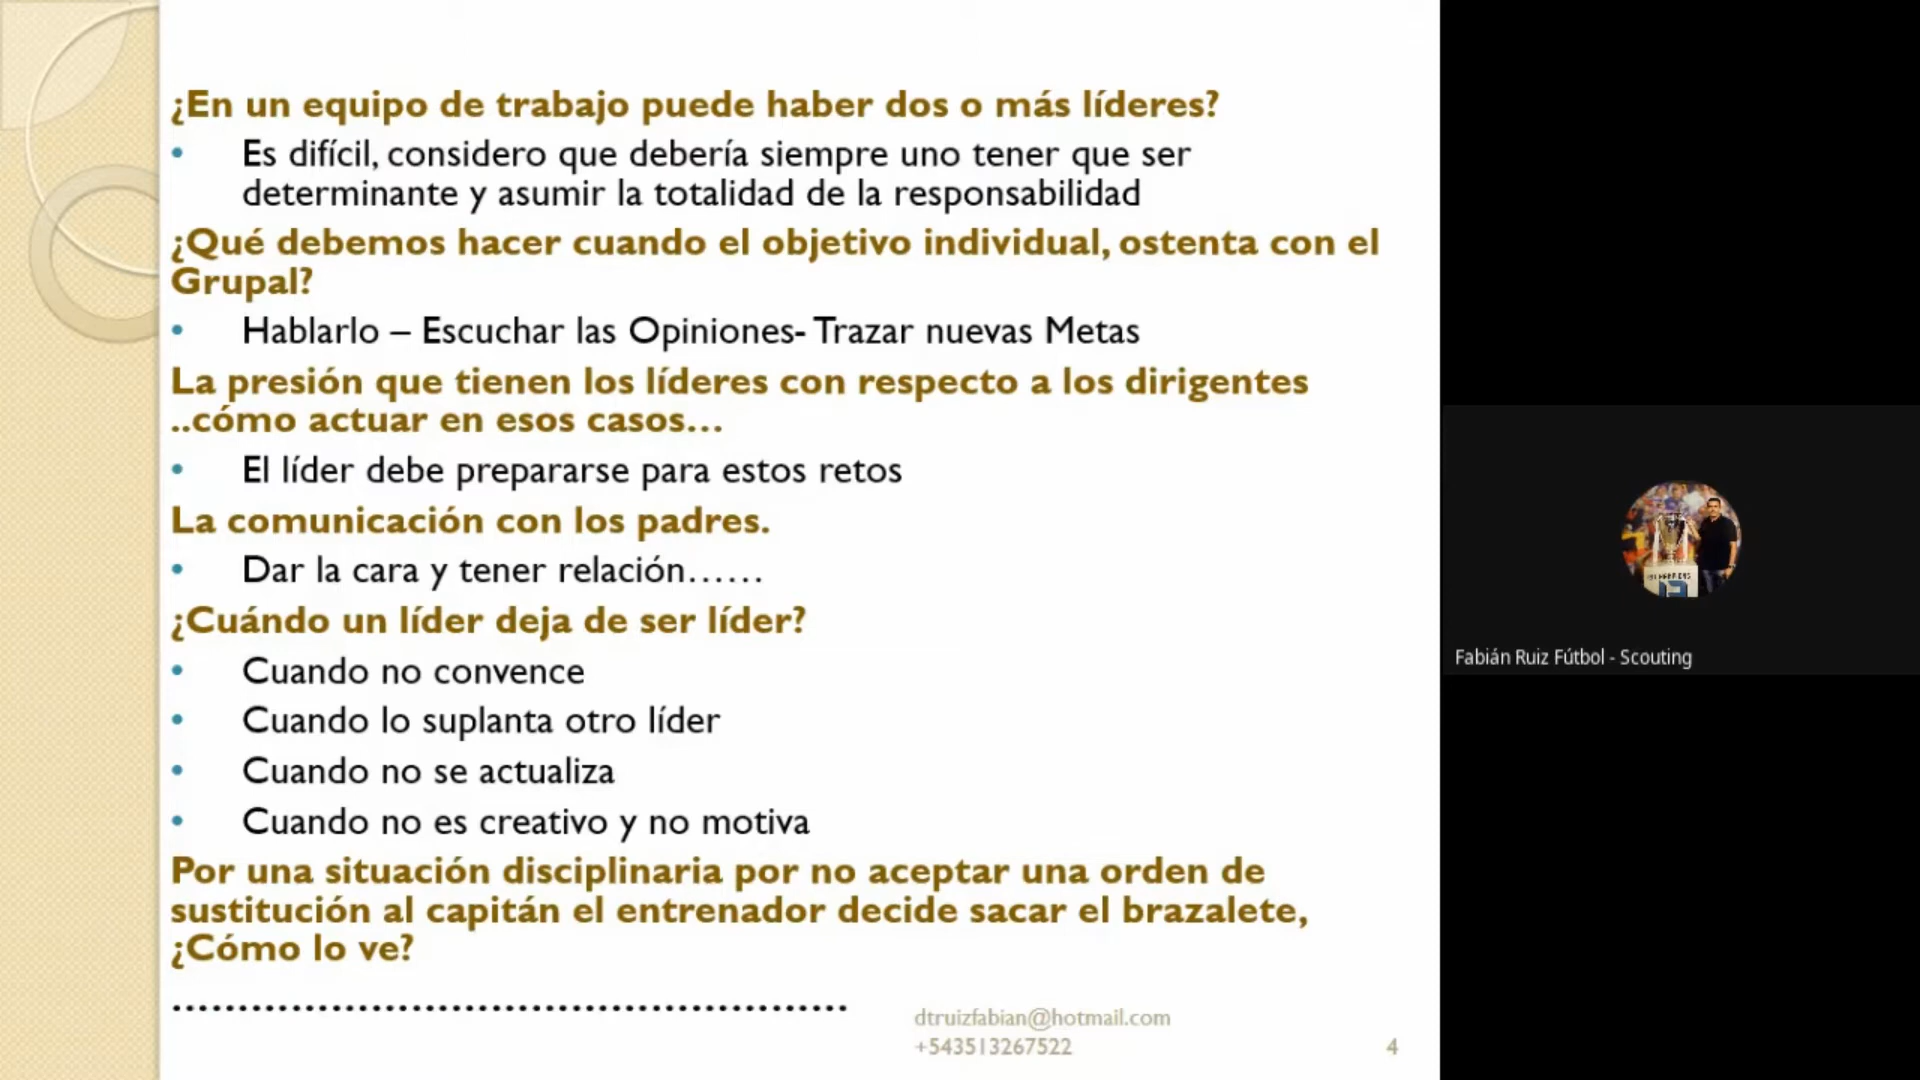 ¿En un equipo de trabajo puede haber dos o más líderes?
• Es difícil, considero que debería siempre uno tener que ser
determinante y asumir la totalidad de la responsabilidad
¿Qué debemos hacer cuando el objetivo individual, ostenta con el
Grupal?
• Hablarlo – Escuchar las Opiniones- Trazar nuevas Metas
La presión que tienen los líderes con respecto a los dirigentes
..cómo actuar en esos casos…
• El líder debe prepararse para estos retos
La comunicación con los padres.
• Dar la cara y tener relación……
¿Cuándo un líder deja de ser líder?
• Cuando no convence
• Cuando lo suplanta otro líder
• Cuando no se actualiza
• Cuando no es creativo y no motiva
Por una situación disciplinaria por no aceptar una orden de
sustitución al capitán el entrenador decide sacar el brazalete,
¿Cómo lo ve?
…………………………………………
dtruizfabian@hotmail.com
+543513267522
4
Fabián Ruiz Fútbol - Scouting